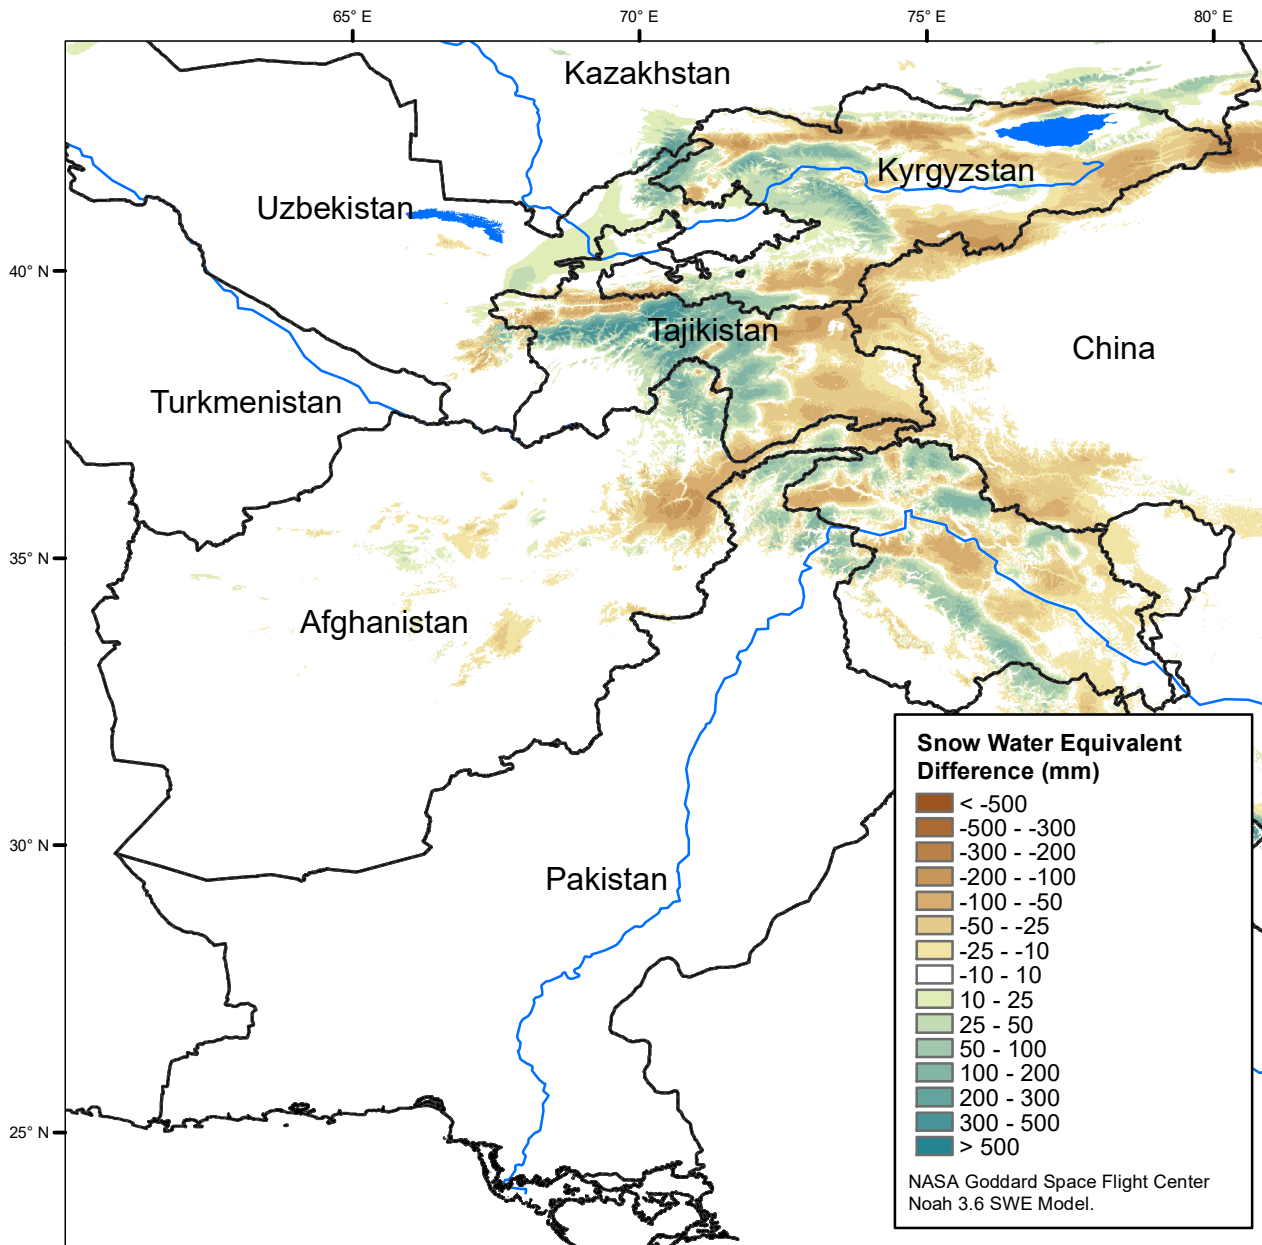 65° E
70° E
75° E
80° E
Kazakhstan
Kyrgyzstan
Uzbekistan
40° N
Tajikistan
China
Turkmenistan
35° N
Afghanistan
30° N
Pakistan
25° N
Snow Water Equivalent
Difference (mm)
< -500
-500 - -300
-300 - -200
-200 - -100
-100 - -50
-50 - -25
-25 - -10
-10 - 10
10 - 25
25 - 50
50 - 100
100 - 200
200 - 300
300 - 500
> 500
NASA Goddard Space Flight Center
Noah 3.6 SWE Model.